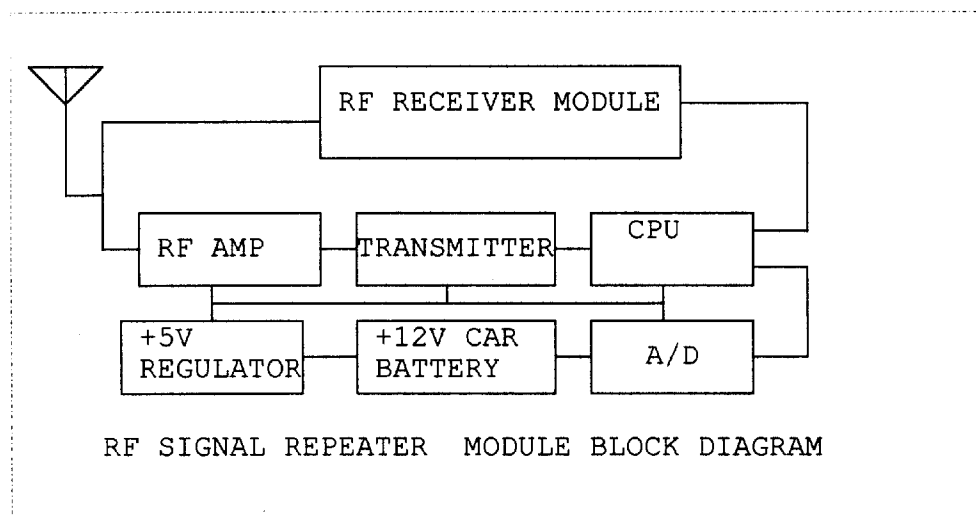 RF RECEIVER MODULE
RF AMP
TRANSMITTER
CPU
+5V
REGULATOR
+12V CAR
BATTERY
A/D
RF SIGNAL REPEATER MODULE BLOCK DIAGRAM